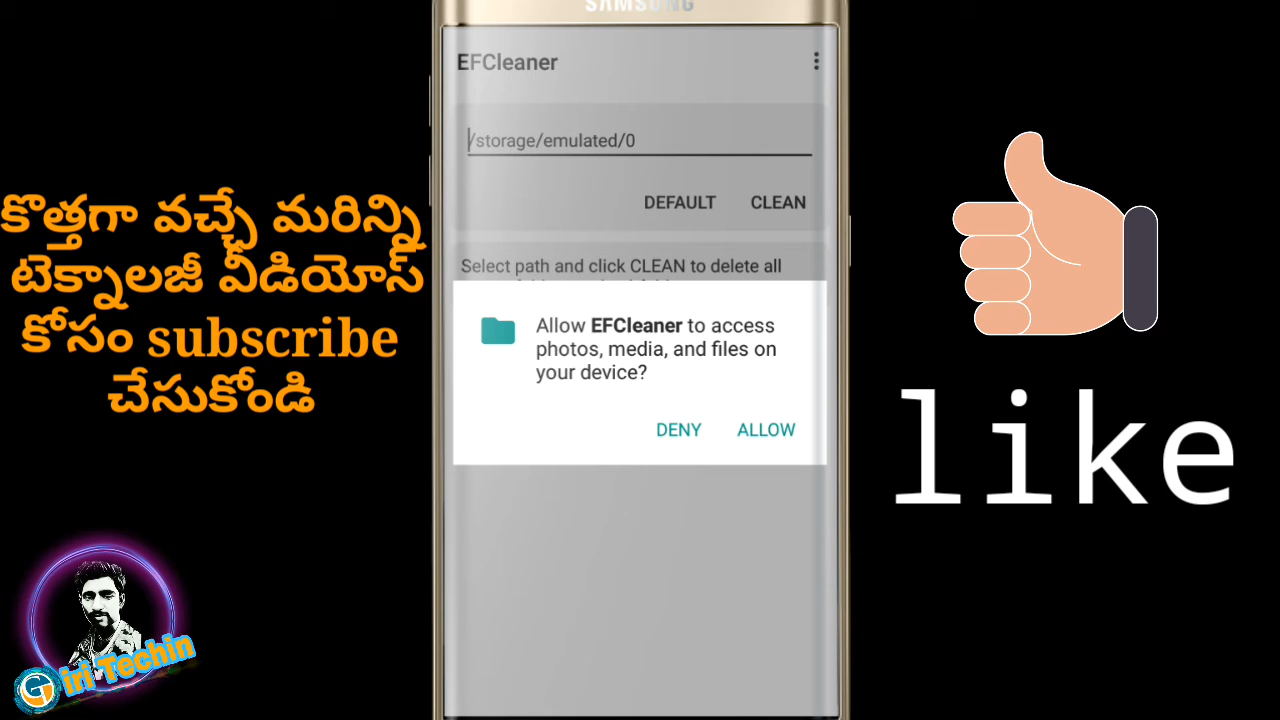 SAMSUNG
EFCleaner
/storage/emulated/0
DEFAULT CLEAN
Select path and click CLEAN to delete all
Allow EFCleaner to access
photos, media, and files on
your device?
DENY ALLOW
కొత్తగా వచ్చే మరిన్ని
టెక్నాలజీ వీడియోస్
కోసం subscribe
చేసుకోండి
like
Giri Techin